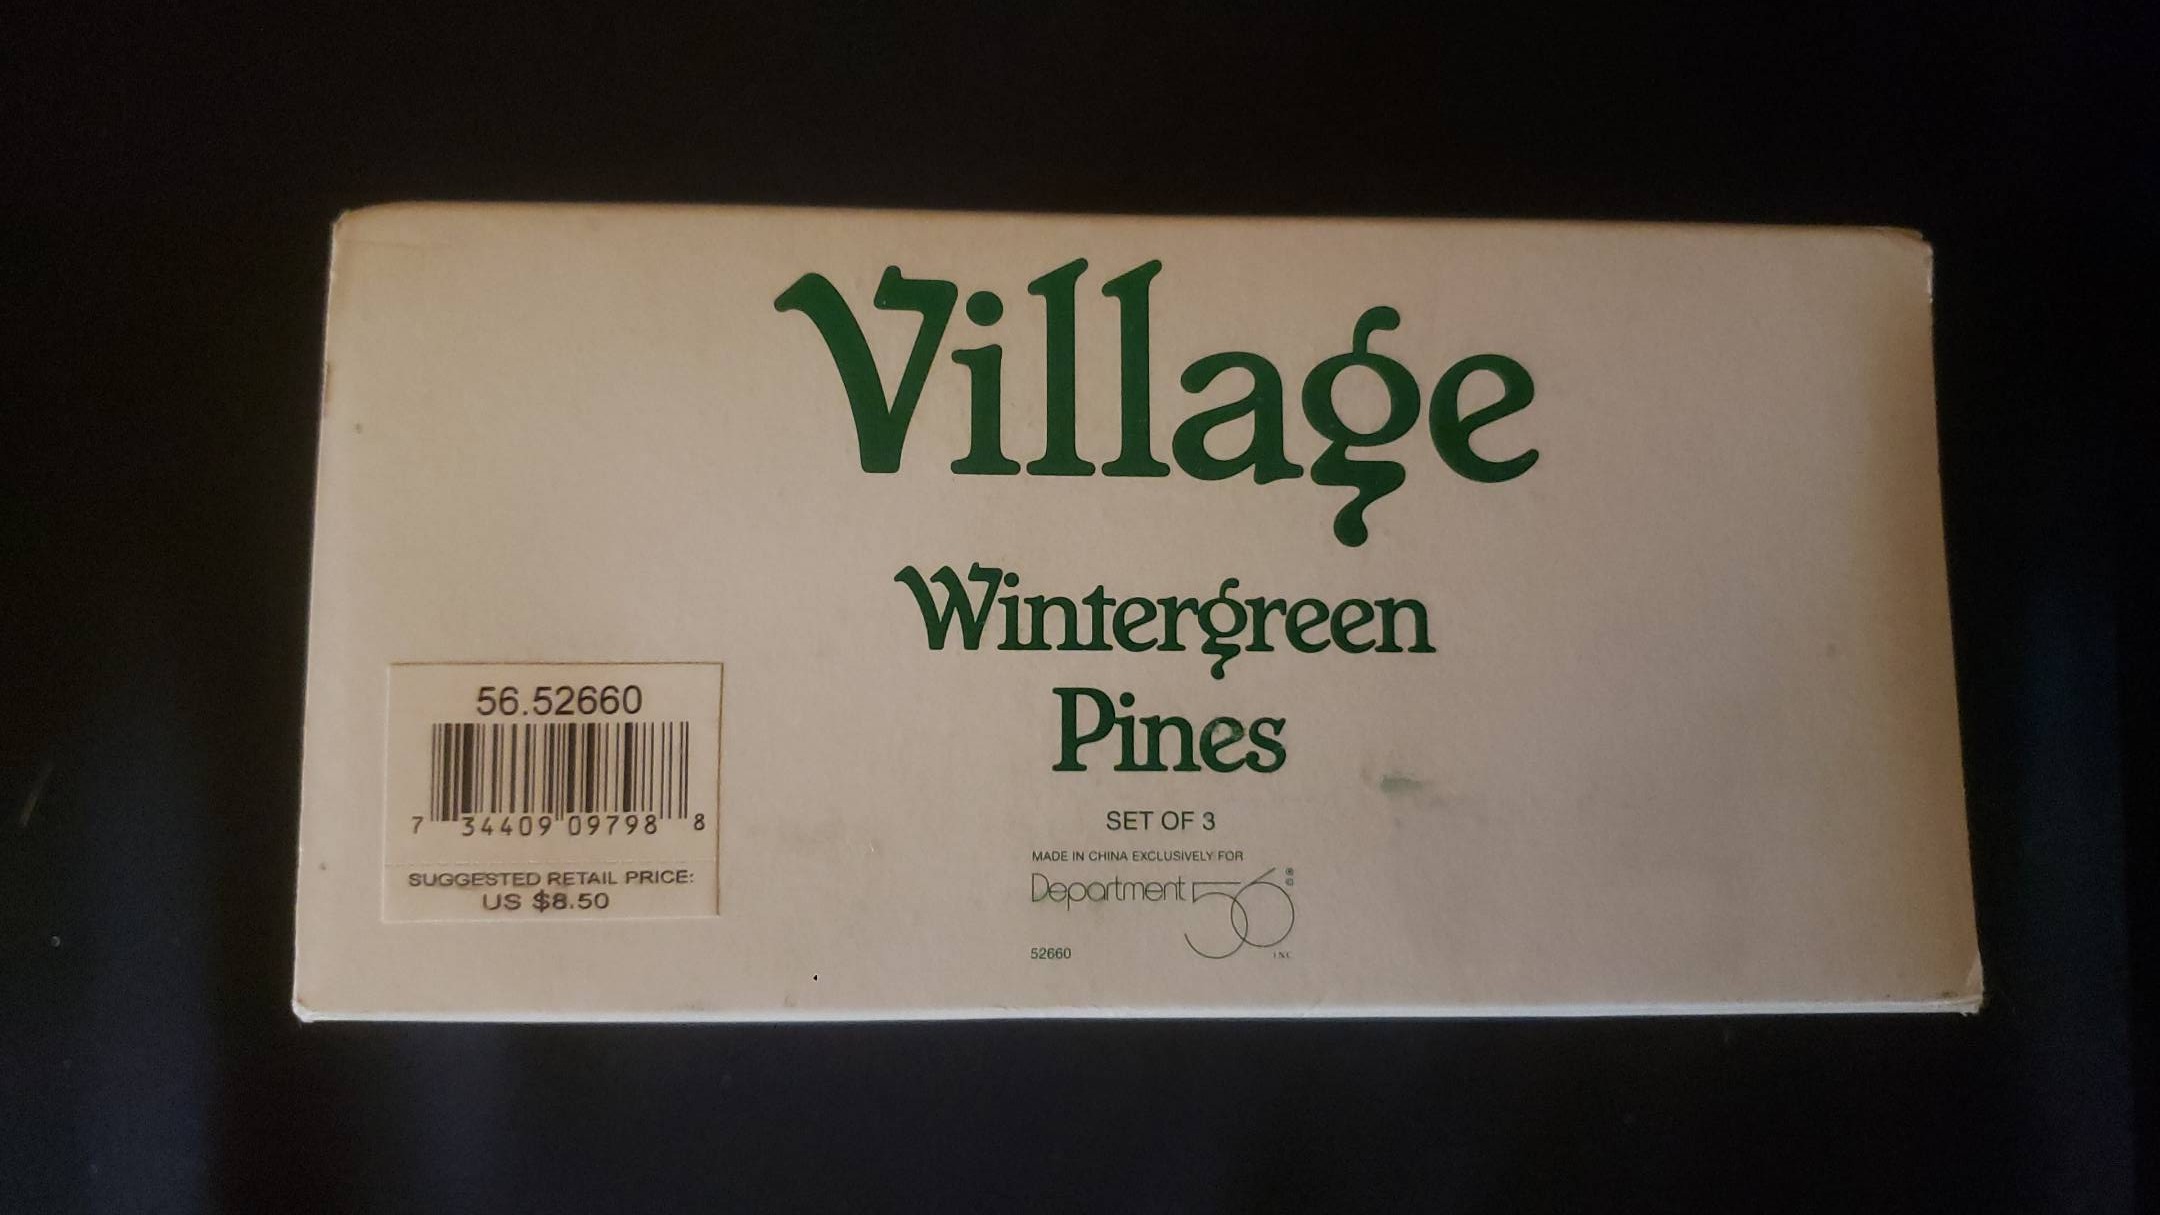 Village
Wintergreen
Pines
SET OF 3
MADE IN CHINA EXCLUSIVELY FOR
Department 56 ®©
INC
52660
56.52660
7 34409 09798 8
SUGGESTED RETAIL PRICE:
US $8.50